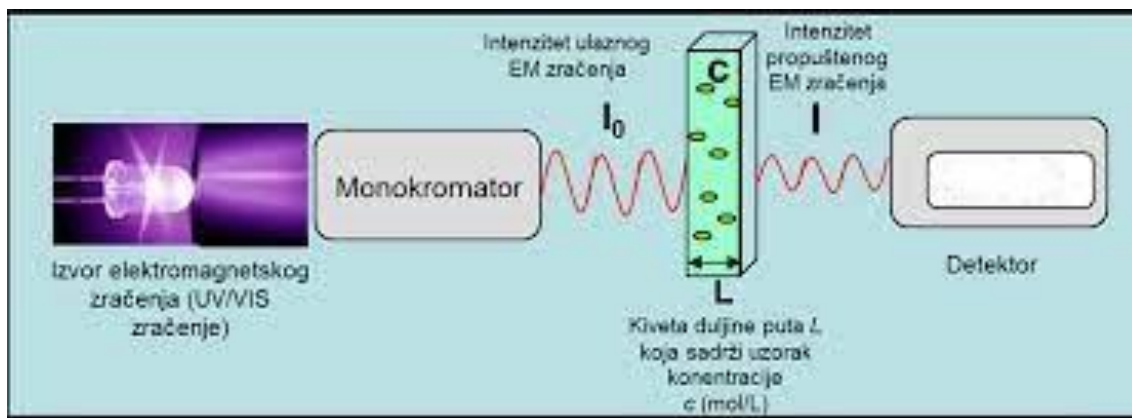 Izvor elektromagnetskog
zračenja (UV/VIS
zračenje)
Monokromator
Intenzitet ulaznog
EM zračenja
I₀
C
L
Kiveta duljine puta L
koja sadrži uzorak
konentracije
c (mol/L)
Intenzitet
propuštenog
EM zračenja
I
Detektor